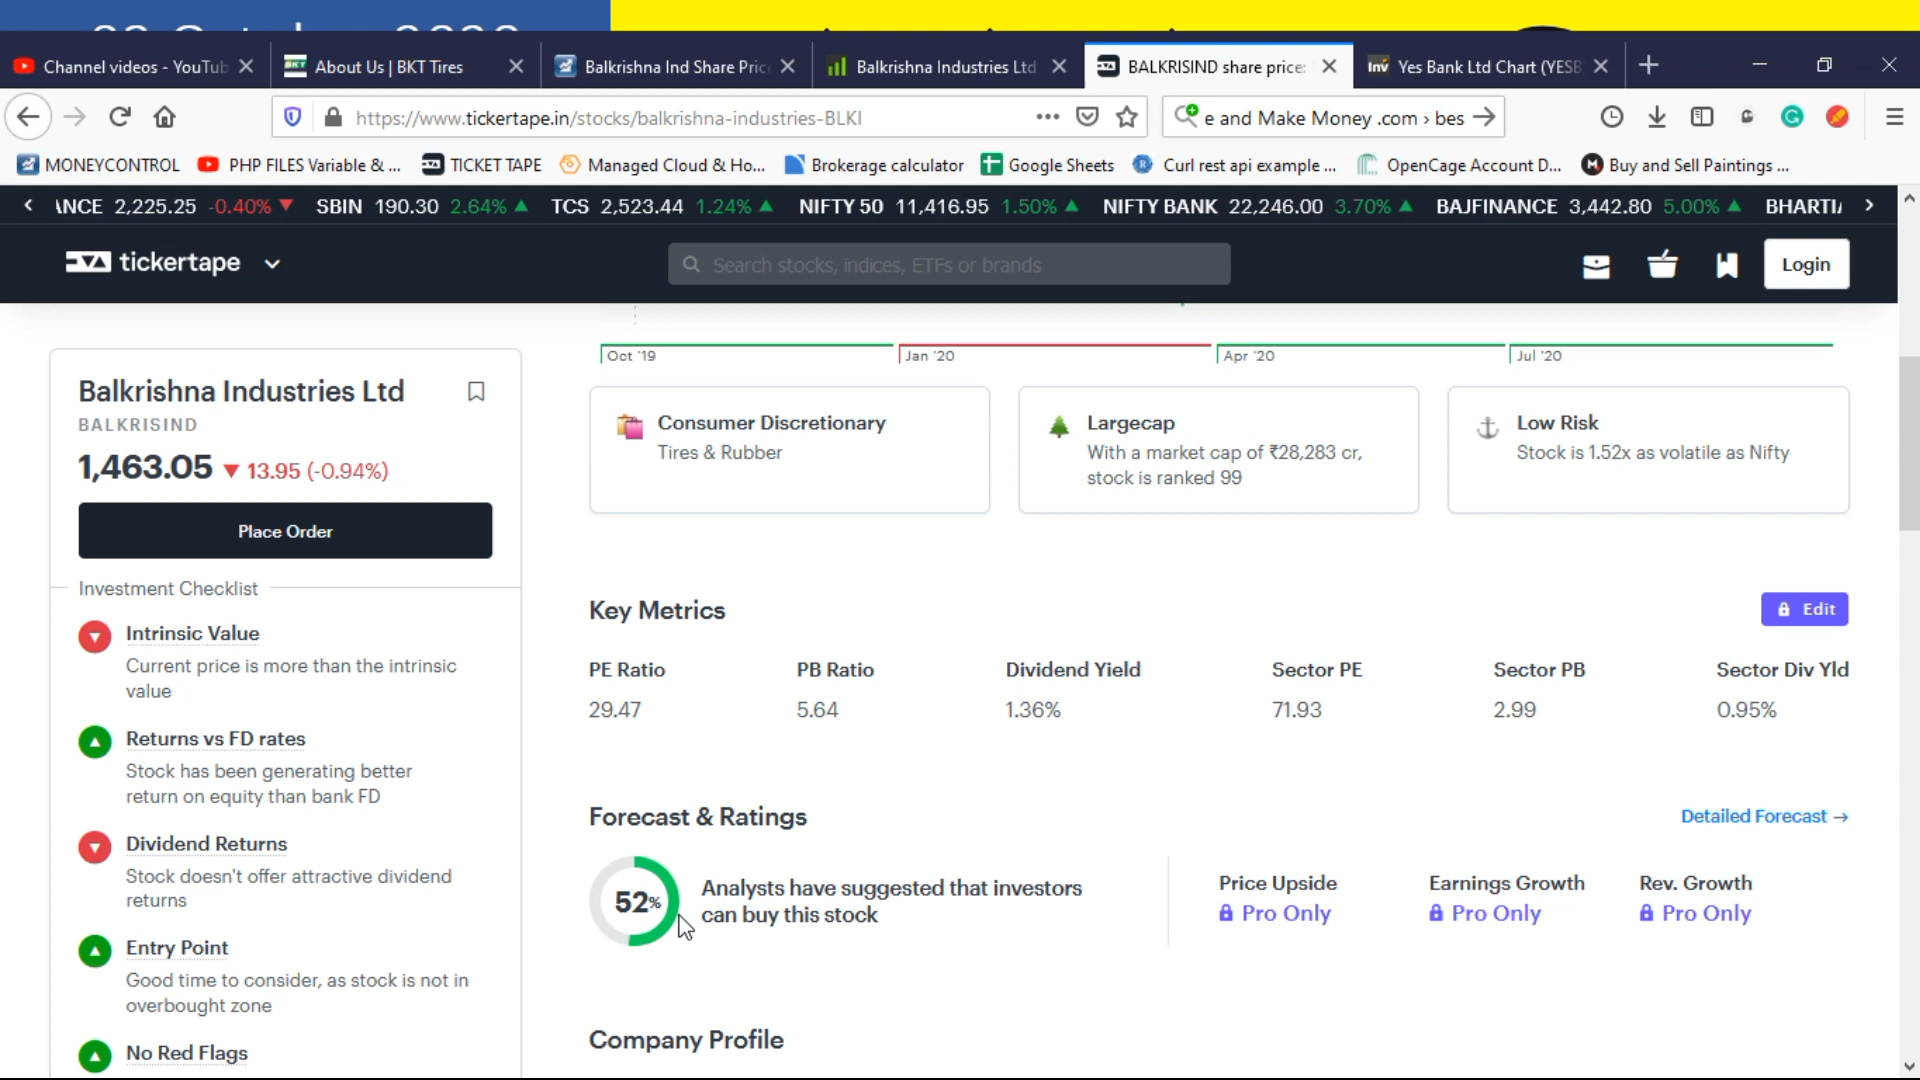 Channel videos - YouTub
About Us | BKT Tires
Balkrishna Ind Share Pric
Balkrishna Industries Ltd
BALKRISIND share price:
Yes Bank Ltd Chart (YESB
https://www.tickertape.in/stocks/balkrishna-industries-BLKI
e and Make Money .com › bes
MONEYCONTROL
PHP FILES Variable & ...
TICKET TAPE
Managed Cloud & Ho...
Brokerage calculator
Google Sheets
Curl rest api example ...
OpenCage Account D...
Buy and Sell Paintings ...
ANCE 2,225.25 -0.40% SBIN 190.30 2.64% TCS 2,523.44 1.24% NIFTY 50 11,416.95 1.50% NIFTY BANK 22,246.00 3.70% BAJFINANCE 3,442.80 5.00% BHARTI
tickertape
Search stocks, indices, ETFs or brands
Login
Oct '19
Jan '20
Apr '20
Jul '20
Balkrishna Industries Ltd
BALKRISIND
1,463.05 ▼ 13.95 (-0.94%)
Place Order
Investment Checklist
Intrinsic Value
Current price is more than the intrinsic
value
Returns vs FD rates
Stock has been generating better
return on equity than bank FD
Dividend Returns
Stock doesn't offer attractive dividend
returns
Entry Point
Good time to consider, as stock is not in
overbought zone
No Red Flags
Consumer Discretionary
Tires & Rubber
Largecap
With a market cap of ₹28,283 cr,
stock is ranked 99
Low Risk
Stock is 1.52x as volatile as Nifty
Key Metrics
Edit
PE Ratio
PB Ratio
Dividend Yield
Sector PE
Sector PB
Sector Div Yld
29.47
5.64
1.36%
71.93
2.99
0.95%
Forecast & Ratings
Detailed Forecast →
52%
Analysts have suggested that investors
can buy this stock
Price Upside
Pro Only
Earnings Growth
Pro Only
Rev. Growth
Pro Only
Company Profile